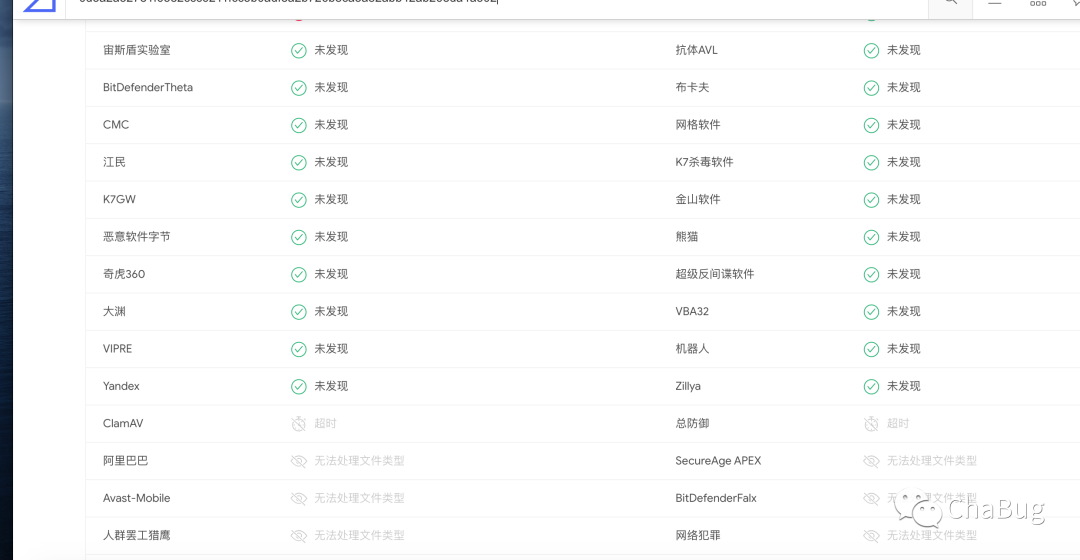 宙斯盾实验室 未发现 抗体AVL 未发现
BitDefenderTheta 未发现 布卡夫 未发现
CMC 未发现 网格软件 未发现
江民 未发现 K7杀毒软件 未发现
K7GW 未发现 金山软件 未发现
恶意软件字节 未发现 熊猫 未发现
奇虎360 未发现 超级反间谍软件 未发现
大渊 未发现 VBA32 未发现
VIPRE 未发现 机器人 未发现
Yandex 未发现 Zillya 未发现
ClamAV 超时 总防御 超时
阿里巴巴 无法处理文件类型 SecureAge APEX 无法处理文件类型
Avast-Mobile 无法处理文件类型 BitDefenderFalx 无法处理文件类型
人群罢工猎鹰 无法处理文件类型 网络犯罪 无法处理文件类型
ChaBug